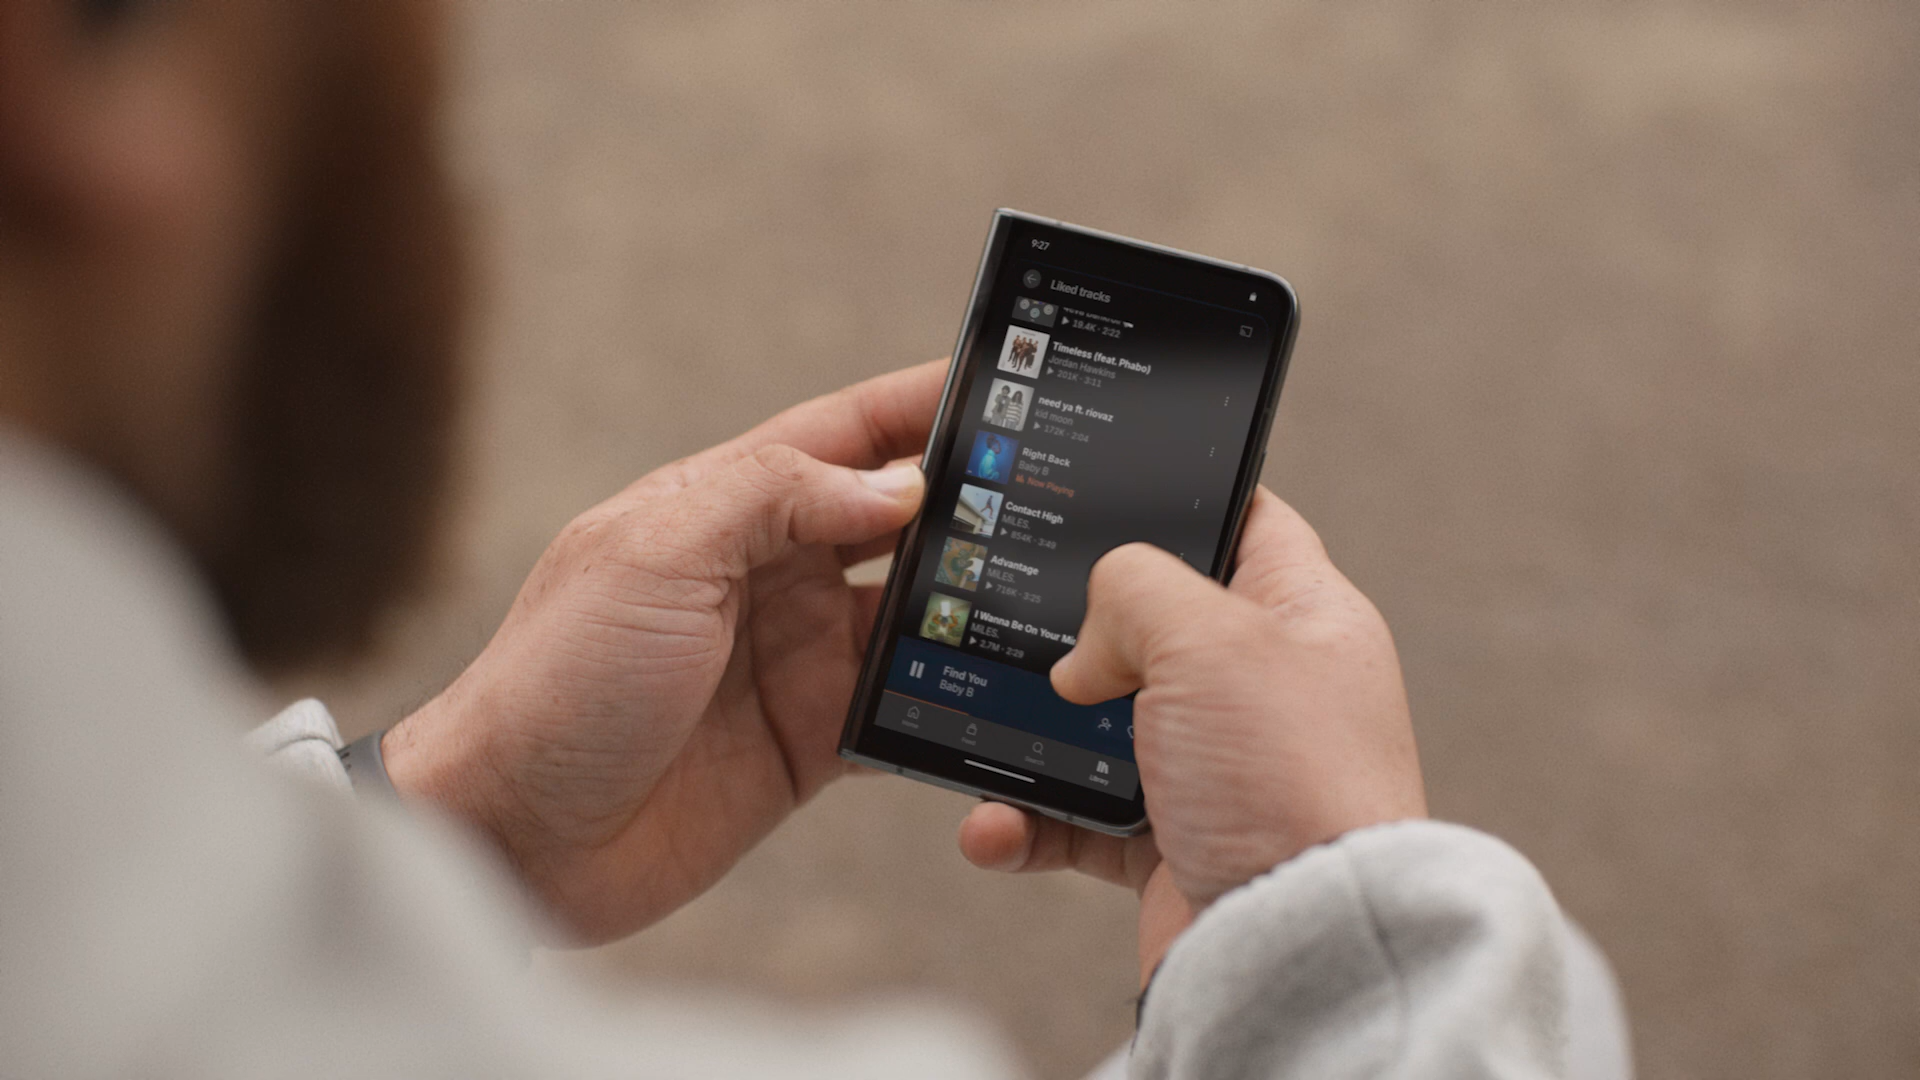 9:27
Liked tracks
19.4K · 2:22
Timeless (feat. Phabo)
Jordan Hawkins
201K · 3:11
need ya ft. riovaz
kid moon
172K · 2:04
Right Back
Baby B
Now Playing
Contact High
MILES.
854K · 3:49
Advantage
MILES.
718K · 3:25
I Wanna Be On Your Mi
MILES.
2.7M · 2:29
Find You
Baby B
Home
Feed
Search
Library